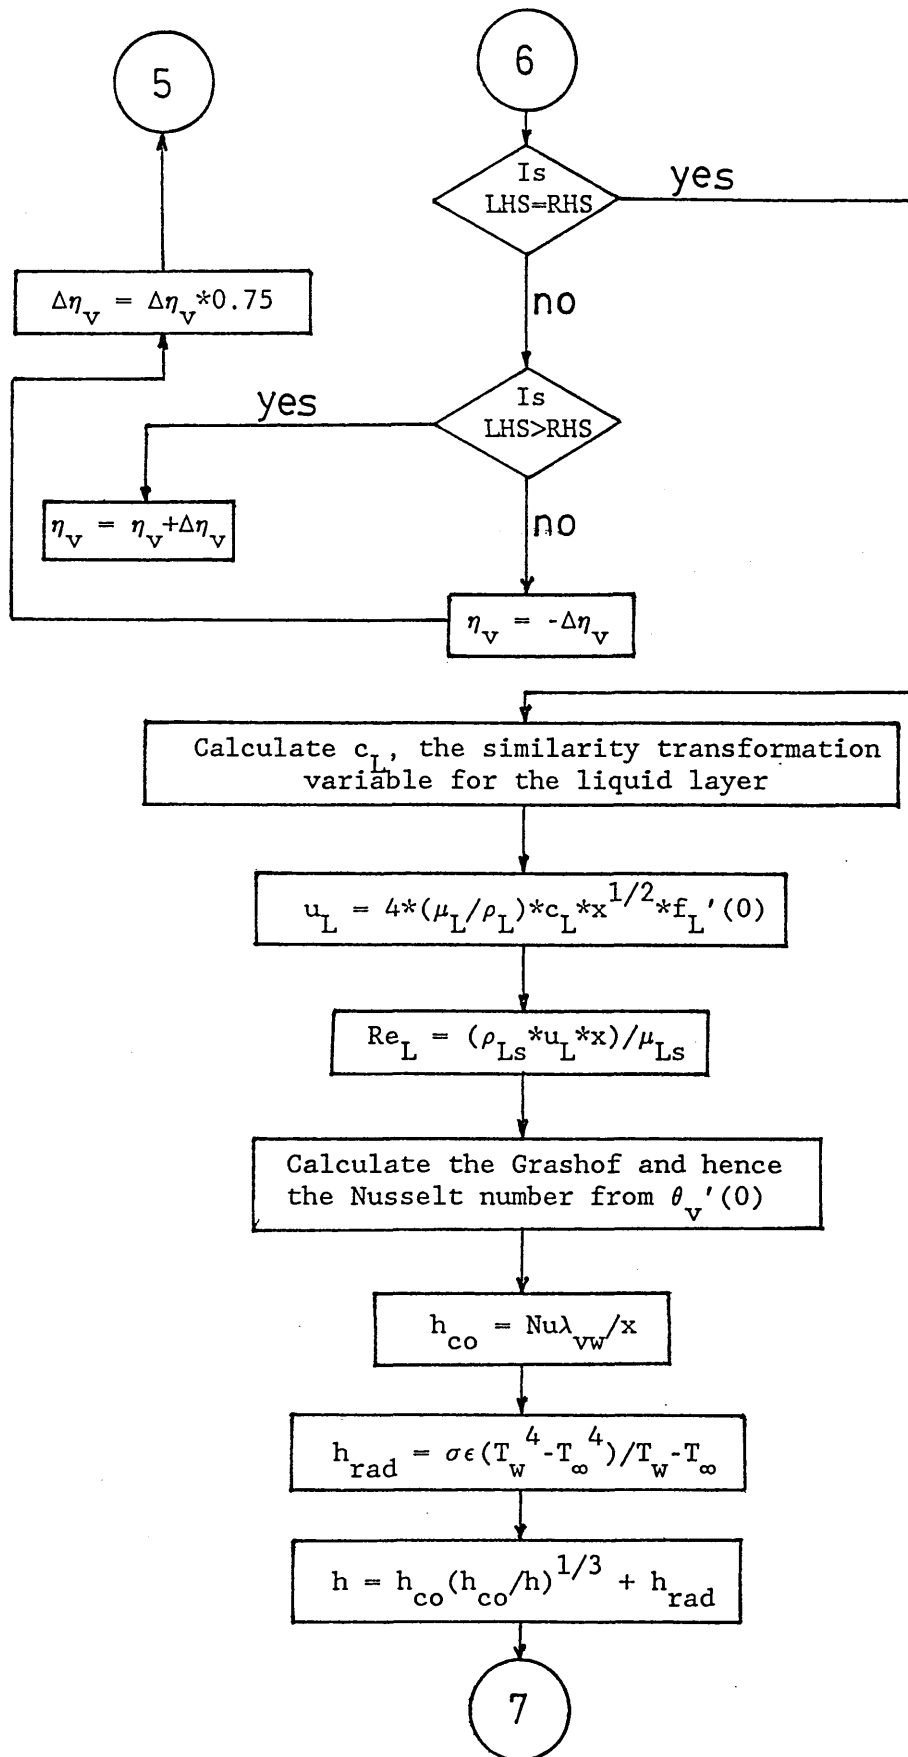 5
6
Is
LHS=RHS
yes
no
Δη_v = Δη_v*0.75
Is
LHS>RHS
yes
no
η_v = η_v+Δη_v
η_v = -Δη_v
Calculate c_L, the similarity transformation
variable for the liquid layer
u_L = 4*(μ_L/ρ_L)*c_L*x^1/2*f_L'(0)
Re_L = (ρ_Ls*u_L*x)/μ_Ls
Calculate the Grashof and hence
the Nusselt number from θ_v'(0)
h_co = Nuλ_vw/x
h_rad = σϵ(T_w^4-T_∞^4)/T_w-T_∞
h = h_co(h_co/h)^1/3 + h_rad
7